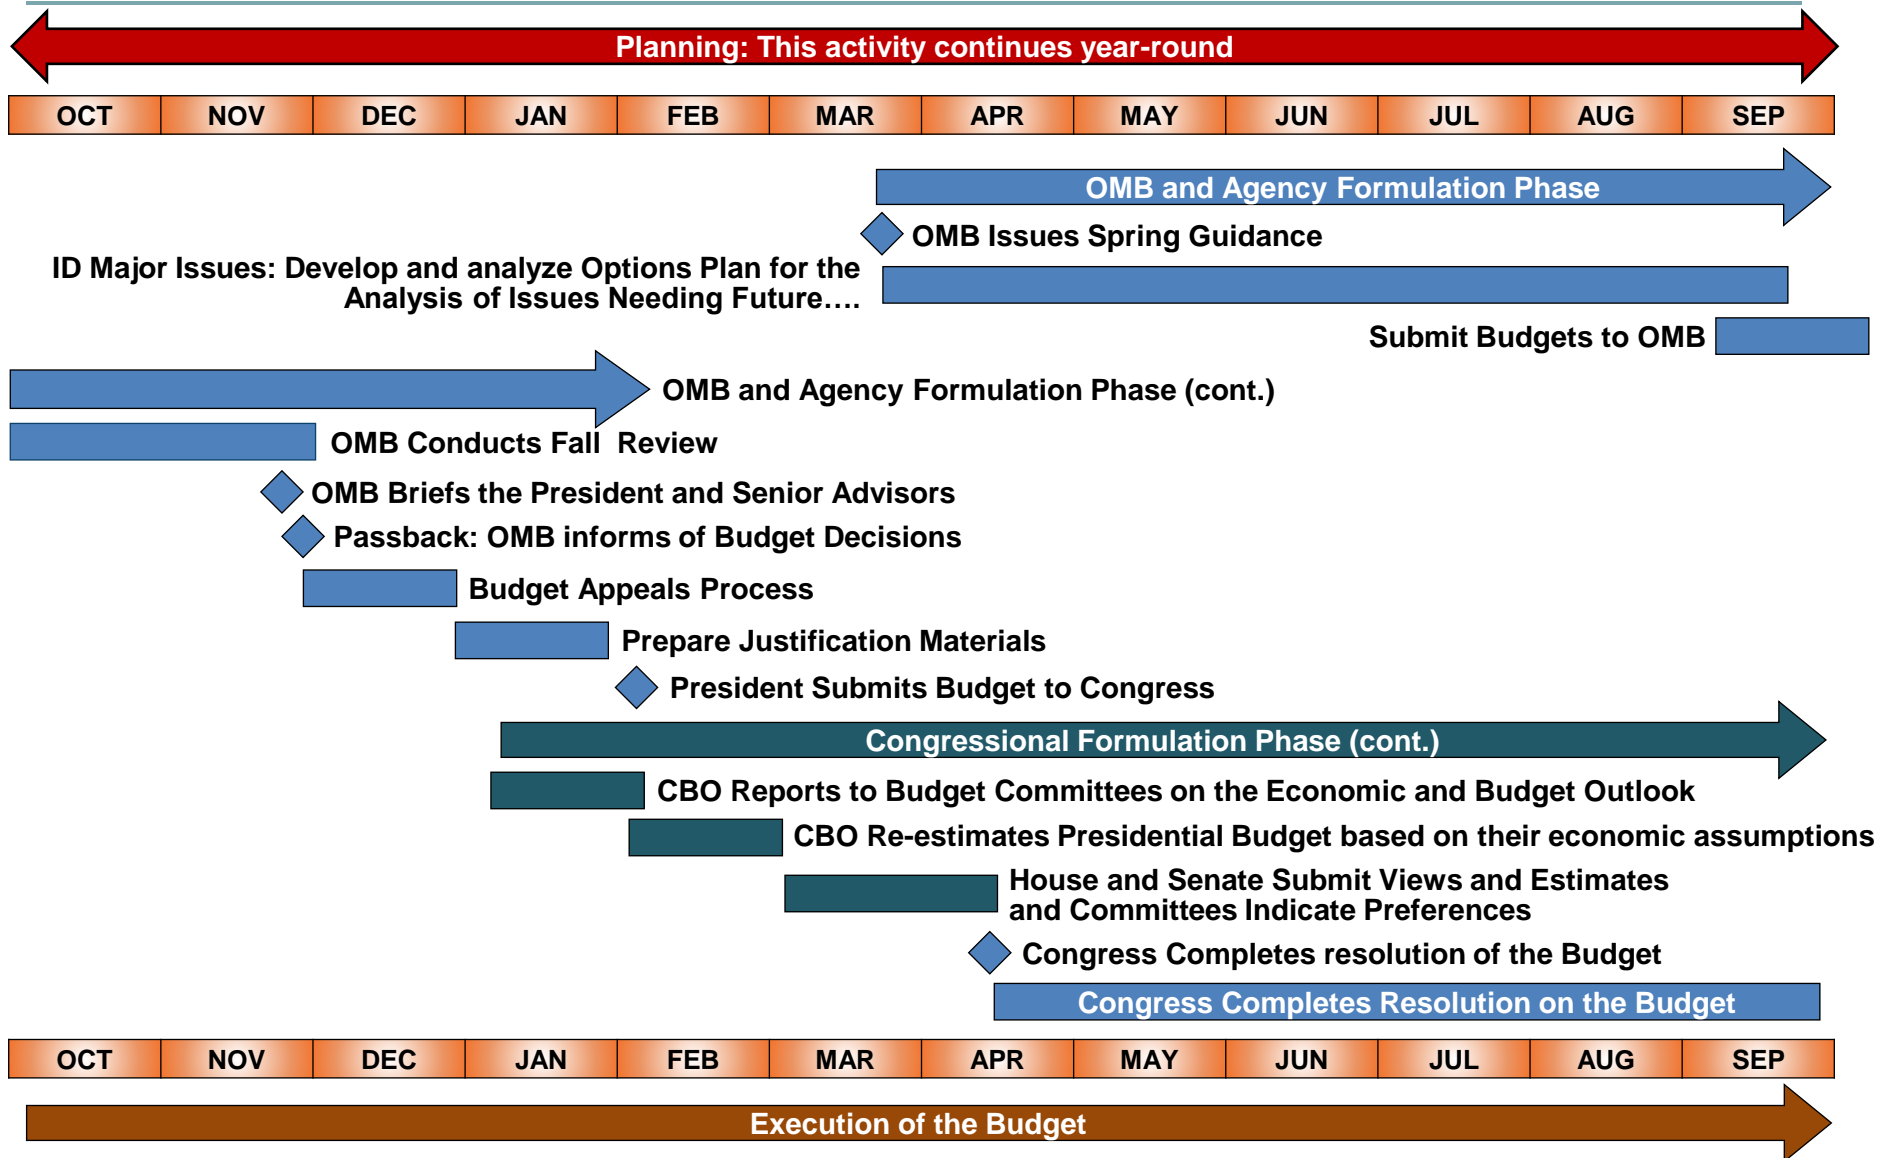 Planning: This activity continues year-round
OCT NOV DEC JAN FEB MAR APR MAY JUN JUL AUG SEP
OMB and Agency Formulation Phase
OMB Issues Spring Guidance
ID Major Issues: Develop and analyze Options Plan for the
Analysis of Issues Needing Future….
Submit Budgets to OMB
OMB and Agency Formulation Phase (cont.)
OMB Conducts Fall  Review
OMB Briefs the President and Senior Advisors
Passback: OMB informs of Budget Decisions
Budget Appeals Process
Prepare Justification Materials
President Submits Budget to Congress
Congressional Formulation Phase (cont.)
CBO Reports to Budget Committees on the Economic and Budget Outlook
CBO Re-estimates Presidential Budget based on their economic assumptions
House and Senate Submit Views and Estimates
and Committees Indicate Preferences
Congress Completes resolution of the Budget
Congress Completes Resolution on the Budget
OCT NOV DEC JAN FEB MAR APR MAY JUN JUL AUG SEP
Execution of the Budget